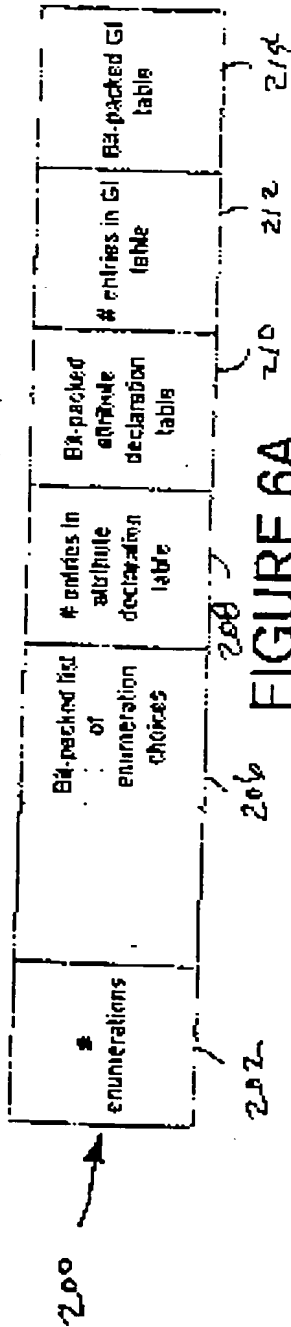 200
#
enumerations
Bit-packed list
of
enumeration
choices
# entries in
attribute
declaration
table
Bit-packed
attribute
declaration
table
# entries in GI
table
Bit-packed GI
table
202
206
208
210
212
214
FIGURE 6A